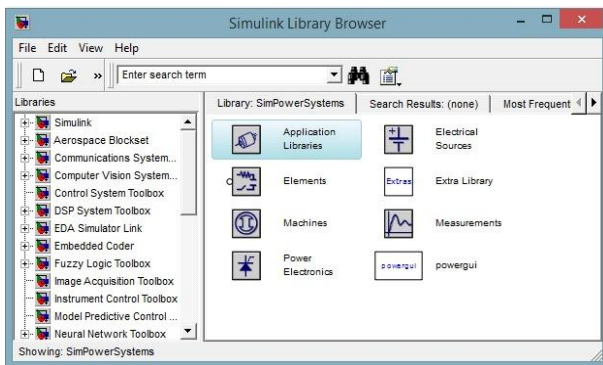 Simulink Library Browser
File Edit View Help
» Enter search term
Libraries
Library: SimPowerSystems
Search Results: (none)
Most Frequent
Simulink
Aerospace Blockset
Communications System...
Computer Vision System...
Control System Toolbox
DSP System Toolbox
EDA Simulator Link
Embedded Coder
Fuzzy Logic Toolbox
Image Acquisition Toolbox
Instrument Control Toolbox
Model Predictive Control ...
Neural Network Toolbox
Application
Libraries
Electrical
Sources
Elements
Extras
Extra Library
Machines
Measurements
Power
Electronics
powergui
powergui
Showing: SimPowerSystems